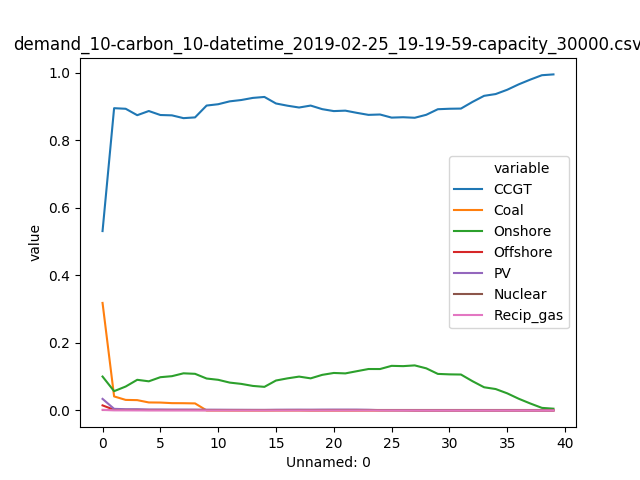 demand_10-carbon_10-datetime_2019-02-25_19-19-59-capacity_30000.csv
1.0
0.8
0.6
0.4
0.2
0.0
value
variable
CCGT
Coal
Onshore
Offshore
PV
Nuclear
Recip_gas
0 5 10 15 20 25 30 35 40
Unnamed: 0